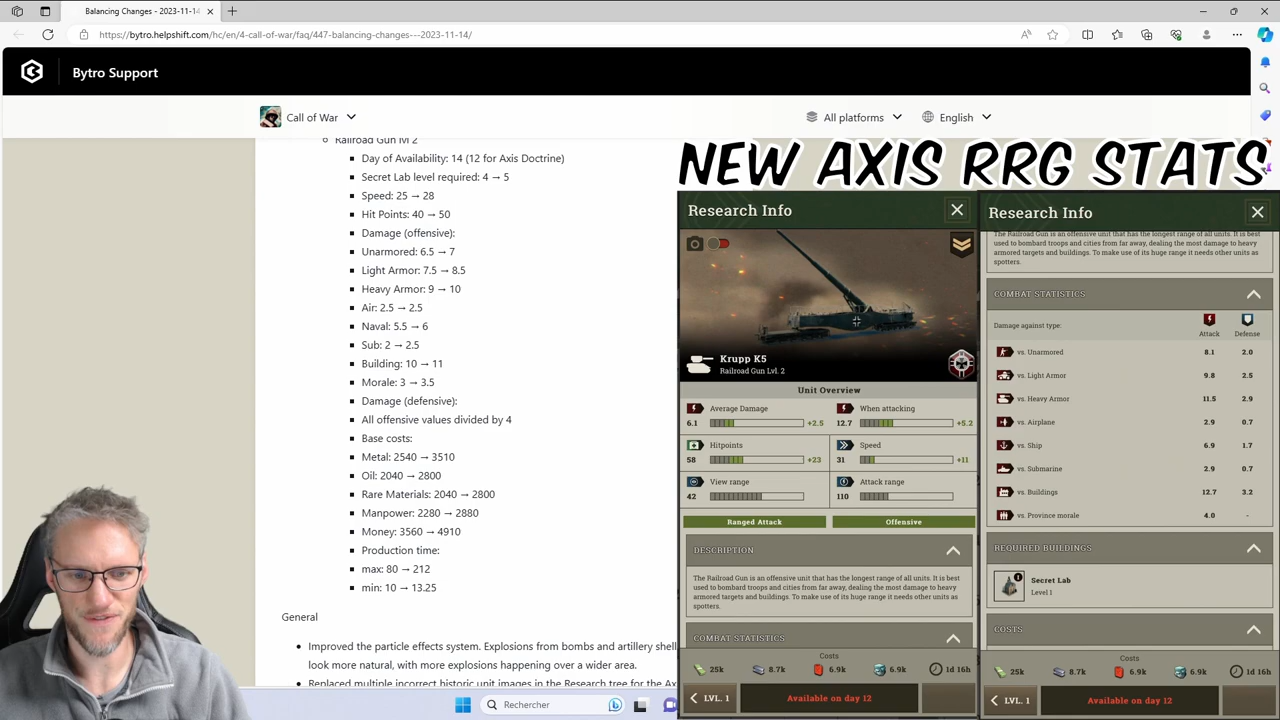 Balancing Changes - 2023-11-14
https://bytro.helpshift.com/hc/en/4-call-of-war/faq/447-balancing-changes---2023-11-14/
Bytro Support
Call of War
All platforms
English
Railroad Gun lvl 2
Day of Availability: 14 (12 for Axis Doctrine)
Secret Lab level required: 4 → 5
Speed: 25 → 28
Hit Points: 40 → 50
Damage (offensive):
Unarmored: 6.5 → 7
Light Armor: 7.5 → 8.5
Heavy Armor: 9 → 10
Air: 2.5 → 2.5
Naval: 5.5 → 6
Sub: 2 → 2.5
Building: 10 → 11
Morale: 3 → 3.5
Damage (defensive):
All offensive values divided by 4
Base costs:
Metal: 2540 → 3510
Oil: 2040 → 2800
Rare Materials: 2040 → 2800
Manpower: 2280 → 2880
Money: 3560 → 4910
Production time:
max: 80 → 212
min: 10 → 13.25
General
Improved the particle effects system. Explosions from bombs and artillery shell
look more natural, with more explosions happening over a wider area.
Replaced multiple incorrect historic unit images in the Research tree for the Ax
Rechercher
NEW AXIS RRG STATS
Research Info
Krupp K5
Railroad Gun Lvl. 2
Unit Overview
Average Damage
6.1 +2.5
When attacking
12.7 +5.2
Hitpoints
58 +23
Speed
31 +11
View range
42
Attack range
110
Ranged Attack
Offensive
DESCRIPTION
The Railroad Gun is an offensive unit that has the longest range of all units. It is best
used to bombard troops and cities from far away, dealing the most damage to heavy
armored targets and buildings. To make use of its huge range it needs other units as
spotters.
COMBAT STATISTICS
Costs
25k 8.7k 6.9k 6.9k 1d 16h
LVL. 1
Available on day 12
Research Info
The Railroad Gun is an offensive unit that has the longest range of all units. It is best
used to bombard troops and cities from far away, dealing the most damage to heavy
armored targets and buildings. To make use of its huge range it needs other units as
spotters.
COMBAT STATISTICS
Damage against type: Attack Defense
vs. Unarmored 8.1 2.0
vs. Light Armor 9.8 2.5
vs. Heavy Armor 11.5 2.9
vs. Airplane 2.9 0.7
vs. Ship 6.9 1.7
vs. Submarine 2.9 0.7
vs. Buildings 12.7 3.2
vs. Province morale 4.0 -
REQUIRED BUILDINGS
Secret Lab
Level 1
COSTS
Costs
25k 8.7k 6.9k 6.9k 1d 16h
LVL. 1
Available on day 12